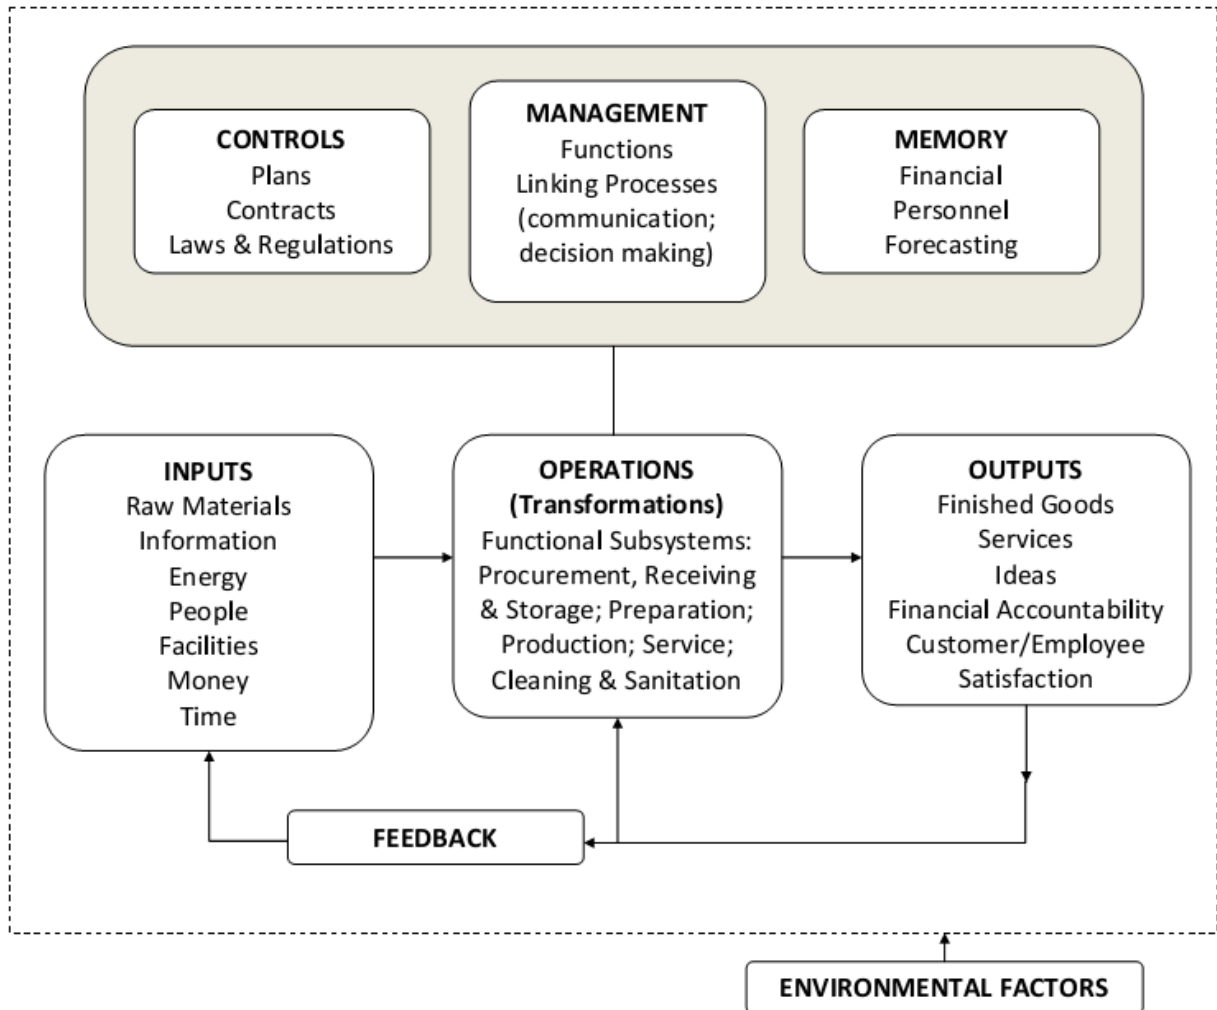 CONTROLS
Plans
Contracts
Laws & Regulations
MANAGEMENT
Functions
Linking Processes
(communication;
decision making)
MEMORY
Financial
Personnel
Forecasting
INPUTS
Raw Materials
Information
Energy
People
Facilities
Money
Time
OPERATIONS
(Transformations)
Functional Subsystems:
Procurement, Receiving
& Storage; Preparation;
Production; Service;
Cleaning & Sanitation
OUTPUTS
Finished Goods
Services
Ideas
Financial Accountability
Customer/Employee
Satisfaction
FEEDBACK
ENVIRONMENTAL FACTORS